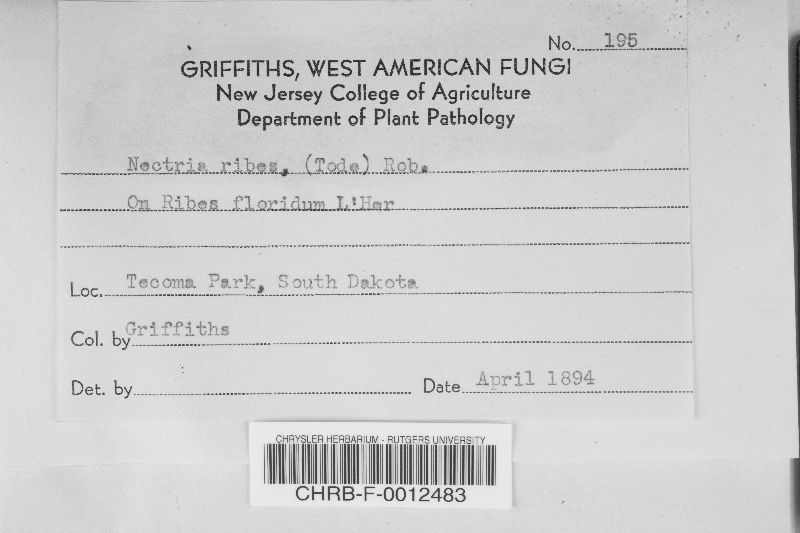 No. 195
GRIFFITHS, WEST AMERICAN FUNGI
New Jersey College of Agriculture
Department of Plant Pathology
Nectria ribes, (Tode) Rob.
On Ribes floridum L'Her
Loc. Tecoma Park, South Dakota
Col. by Griffiths
Det. by Date April 1894
CHRYSLER HERBARIUM - RUTGERS UNIVERSITY
CHRB-F-0012483